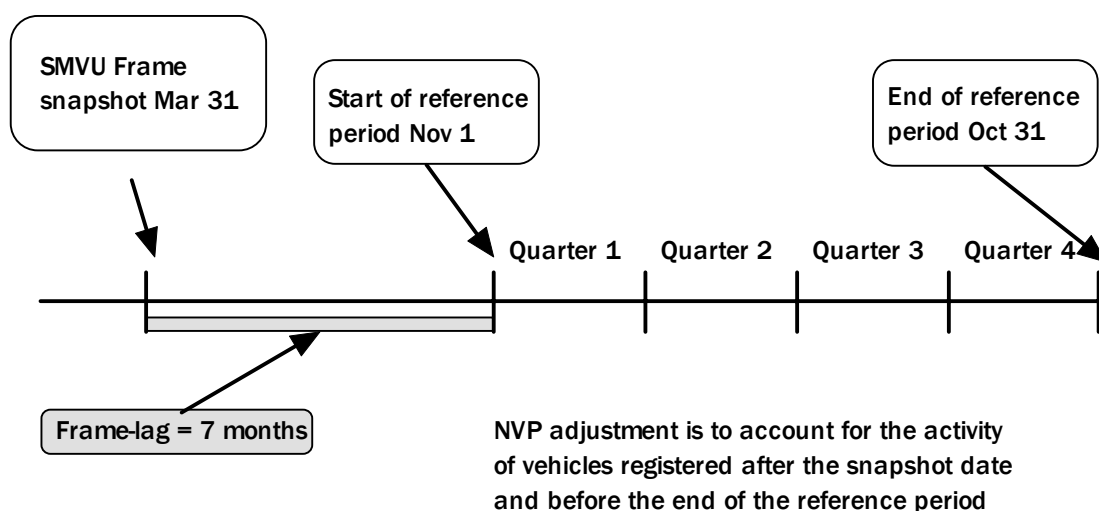 SMVU Frame
snapshot Mar 31
Start of reference
period Nov 1
End of reference
period Oct 31
Quarter 1
Quarter 2
Quarter 3
Quarter 4
Frame-lag = 7 months
NVP adjustment is to account for the activity
of vehicles registered after the snapshot date
and before the end of the reference period